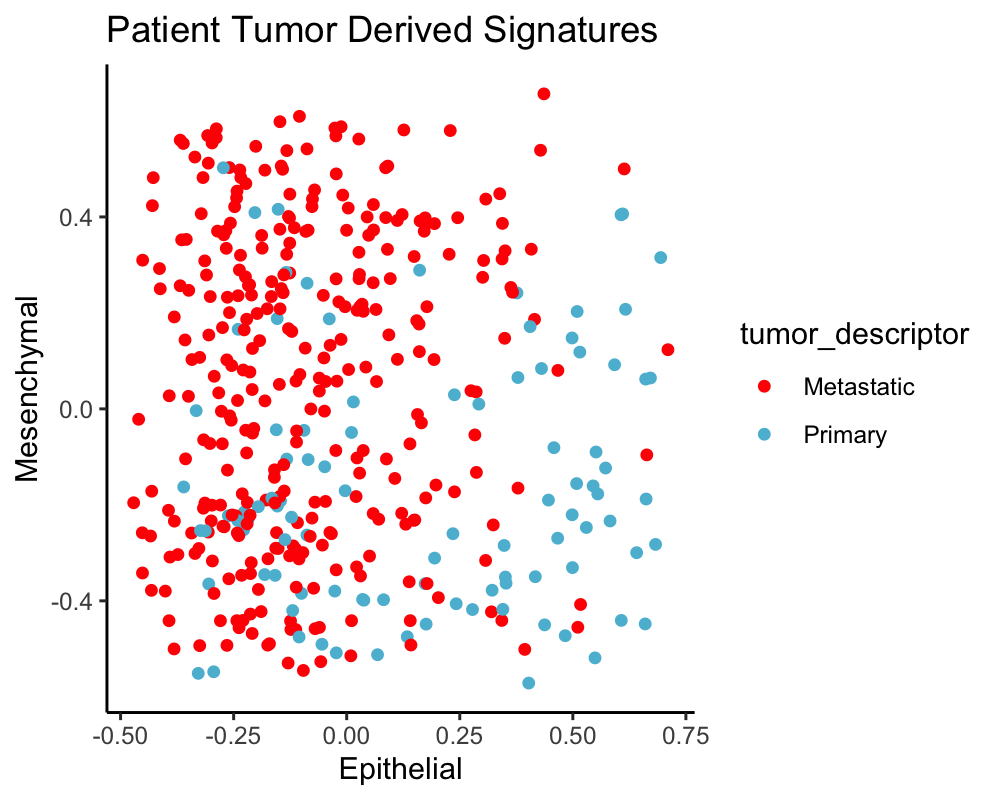 Patient Tumor Derived Signatures
Mesenchymal
0.4
0.0
-0.4
-0.50
-0.25
0.00
0.25
0.50
0.75
Epithelial
tumor_descriptor
Metastatic
Primary